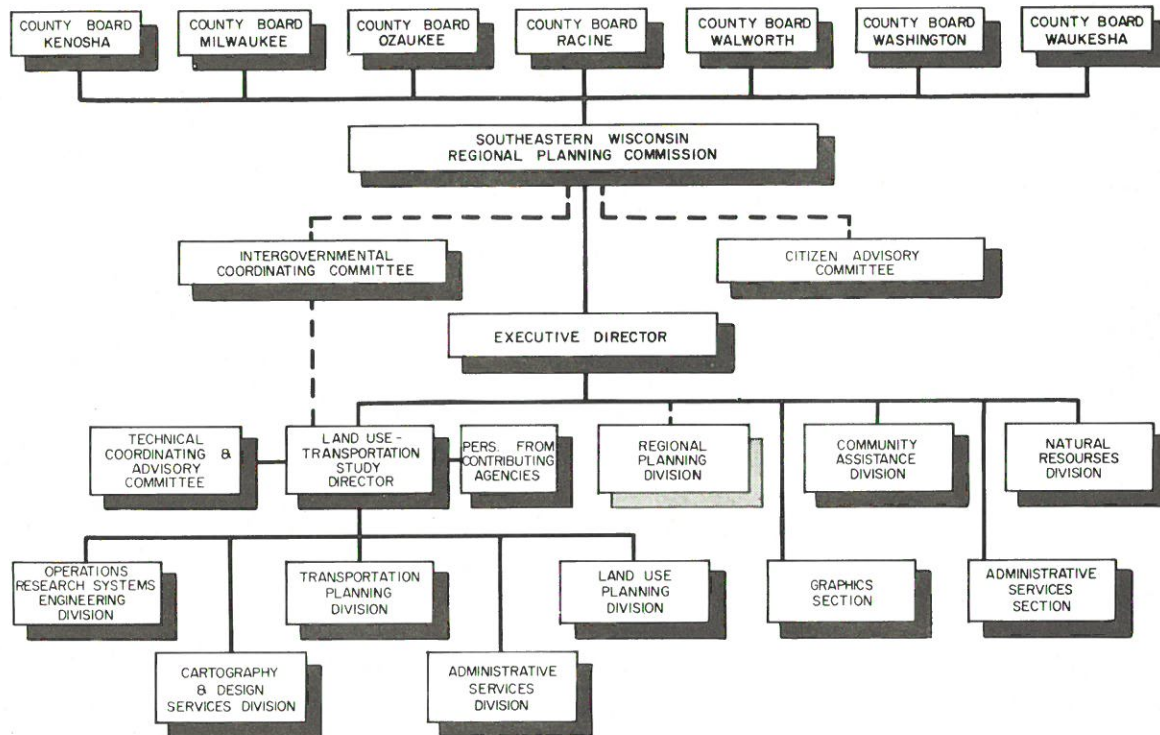 COUNTY BOARD
KENOSHA
COUNTY BOARD
MILWAUKEE
COUNTY BOARD
OZAUKEE
COUNTY BOARD
RACINE
COUNTY BOARD
WALWORTH
COUNTY BOARD
WASHINGTON
COUNTY BOARD
WAUKESHA
SOUTHEASTERN WISCONSIN
REGIONAL PLANNING COMMISSION
INTERGOVERNMENTAL
COORDINATING COMMITTEE
CITIZEN ADVISORY
COMMITTEE
EXECUTIVE DIRECTOR
TECHNICAL
COORDINATING &
ADVISORY
COMMITTEE
LAND USE -
TRANSPORTATION
STUDY
DIRECTOR
PERS. FROM
CONTRIBUTING
AGENCIES
REGIONAL
PLANNING
DIVISION
COMMUNITY
ASSISTANCE
DIVISION
NATURAL
RESOURSES
DIVISION
OPERATIONS
RESEARCH SYSTEMS
ENGINEERING
DIVISION
TRANSPORTATION
PLANNING
DIVISION
LAND USE
PLANNING
DIVISION
GRAPHICS
SECTION
ADMINISTRATIVE
SERVICES
SECTION
CARTOGRAPHY
& DESIGN
SERVICES DIVISION
ADMINISTRATIVE
SERVICES
DIVISION